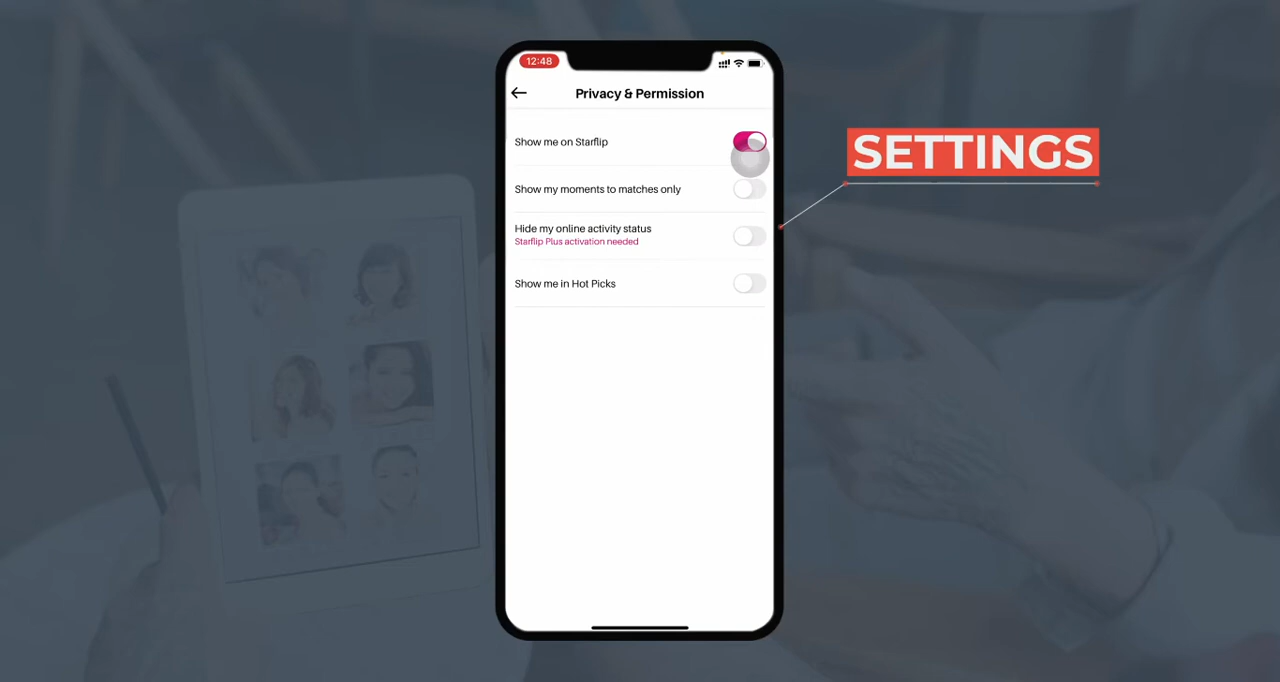 12:48
Privacy & Permission
Show me on Starflip
Show my moments to matches only
Hide my online activity status
Starflip Plus activation needed
Show me in Hot Picks
SETTINGS